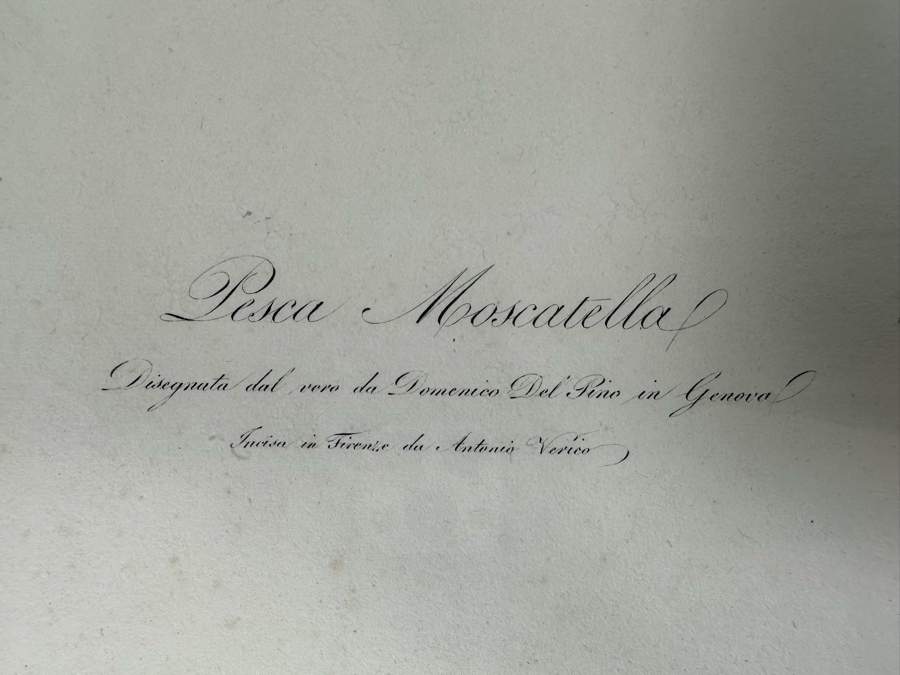 Pesca Moscatella
Disegnata dal vero da Domenico Del Pino in Genova
Incisa in Firenze da Antonio Verico